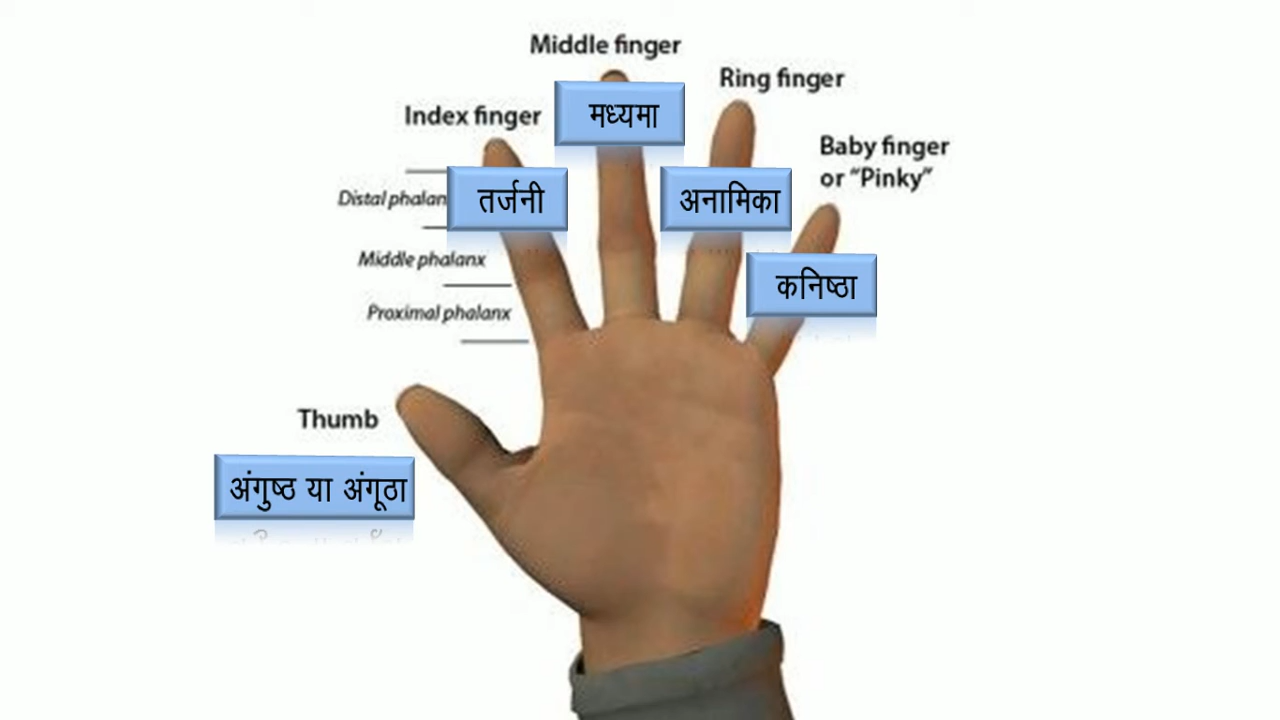 Middle finger
मध्यमा
Ring finger
Index finger
Baby finger
or “Pinky”
Distal phalan
तर्जनी
अनामिका
Middle phalanx
कनिष्ठा
Proximal phalanx
Thumb
अंगुष्ठ या अंगूठा